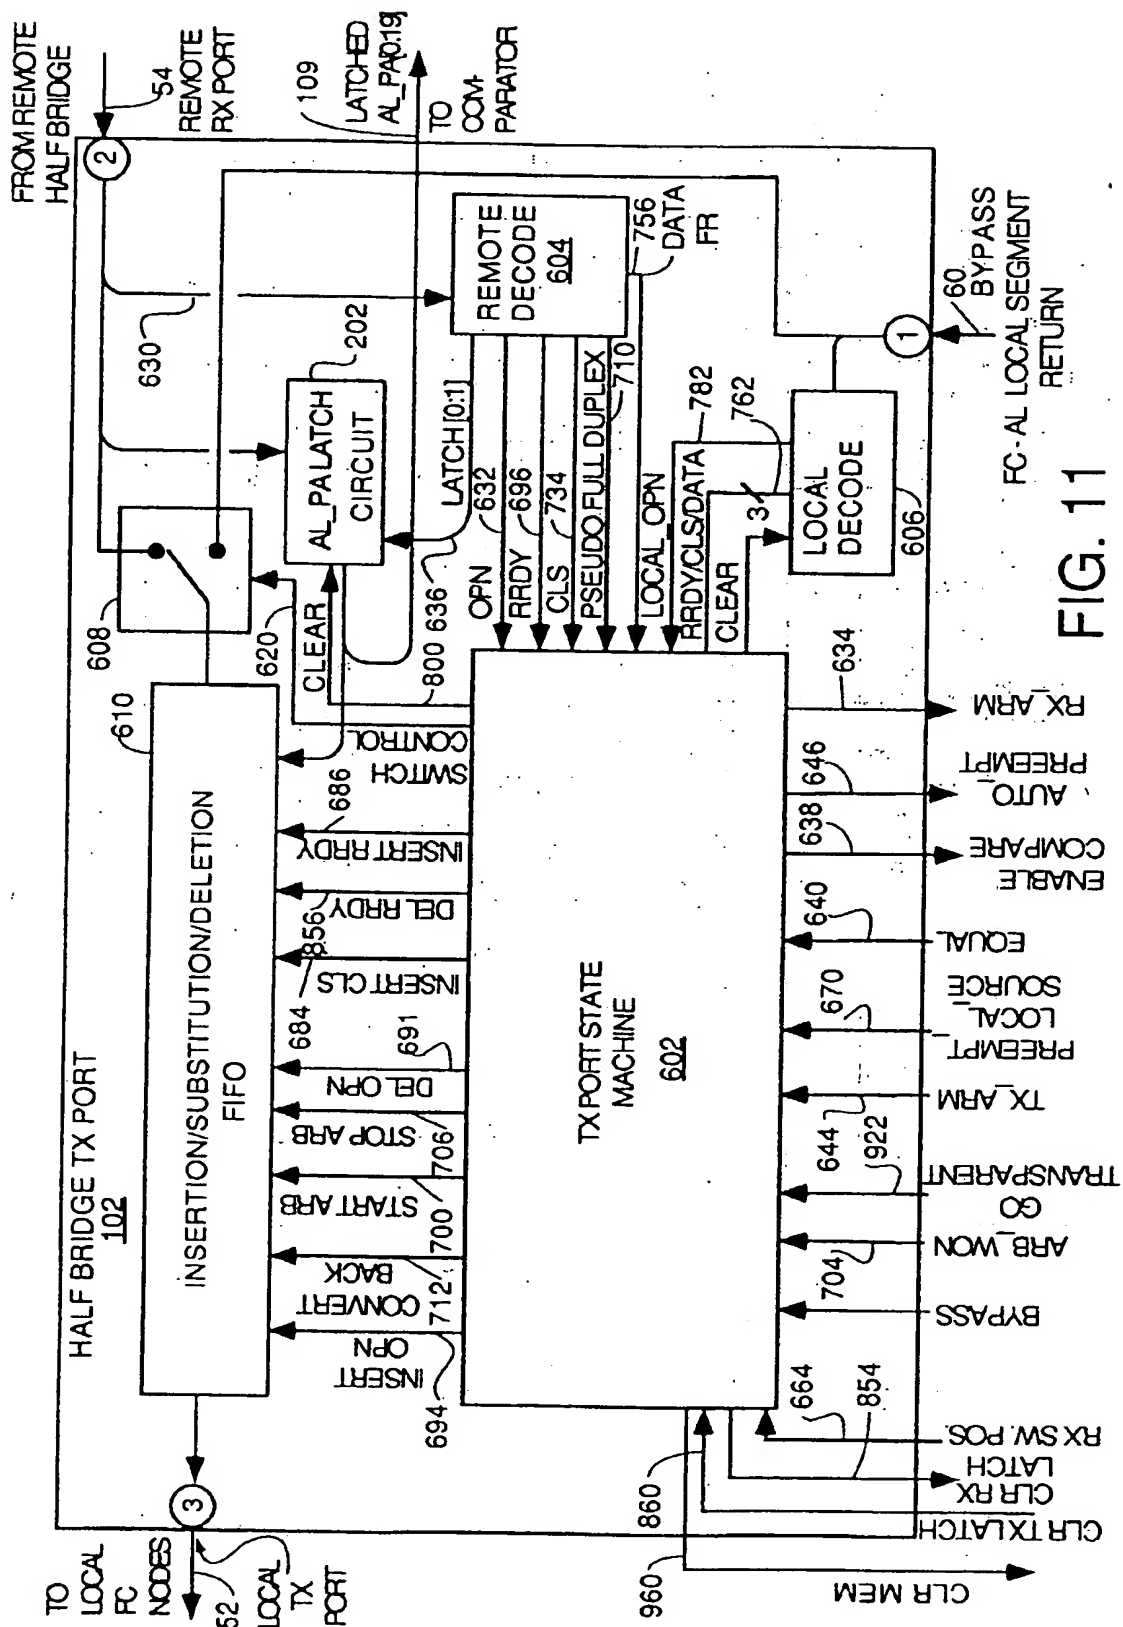 FROM REMOTE
HALF BRIDGE
54
REMOTE
RX PORT
109
LATCHED
AL_PA[0:19]
TO COM-
PARATOR
HALF BRIDGE TX PORT
102
2
630
202
AL_PA LATCH
CIRCUIT
608
620
CLEAR
800
636
LATCH [0:1]
REMOTE
DECODE
604
756
DATA
FR
OPN
632
RRDY
696
CLS
734
PSEUDO FULL DUPLEX
710
LOCAL_OPN
782
RRDY/CLS/DATA
762
3
CLEAR
LOCAL
DECODE
606
1
60
BYPASS
FC-AL LOCAL SEGMENT
RETURN
610
INSERTION/SUBSTITUTION/DELETION
FIFO
SWITCH
CONTROL
686
INSERT RRDY
856
DEL RRDY
684
INSERT CLS
691
DEL OPN
706
STOP ARB
700
START ARB
712
CONVERT
BACK
694
INSERT
OPN
3
TO
LOCAL
FC
NODES
52
LOCAL
TX
PORT
TX PORT STATE
MACHINE
602
634
RX_ARM
646
AUTO_
PREEMPT
638
ENABLE
COMPARE
640
EQUAL
670
PREEMPT_
LOCAL_
SOURCE
644
TX_ARM
922
GO
TRANSPARENT
704
ARB_WON
BYPASS
664
RX SW. POS.
854
CLR RX
LATCH
860
CLR TX LATCH
960
CLR MEM
FIG. 11